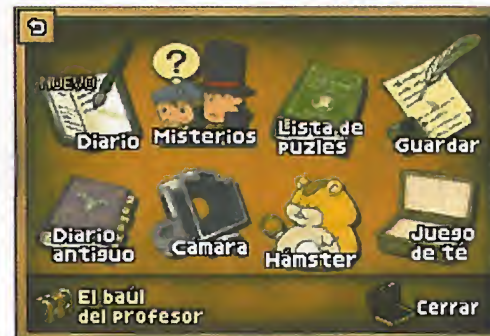 NUEVO
?
Diario
Misterios
Lista de
Puzles
Guardar
Diario
antiguo
Cámara
Hámster
Juego
de té
El baúl
del Profesor
Cerrar